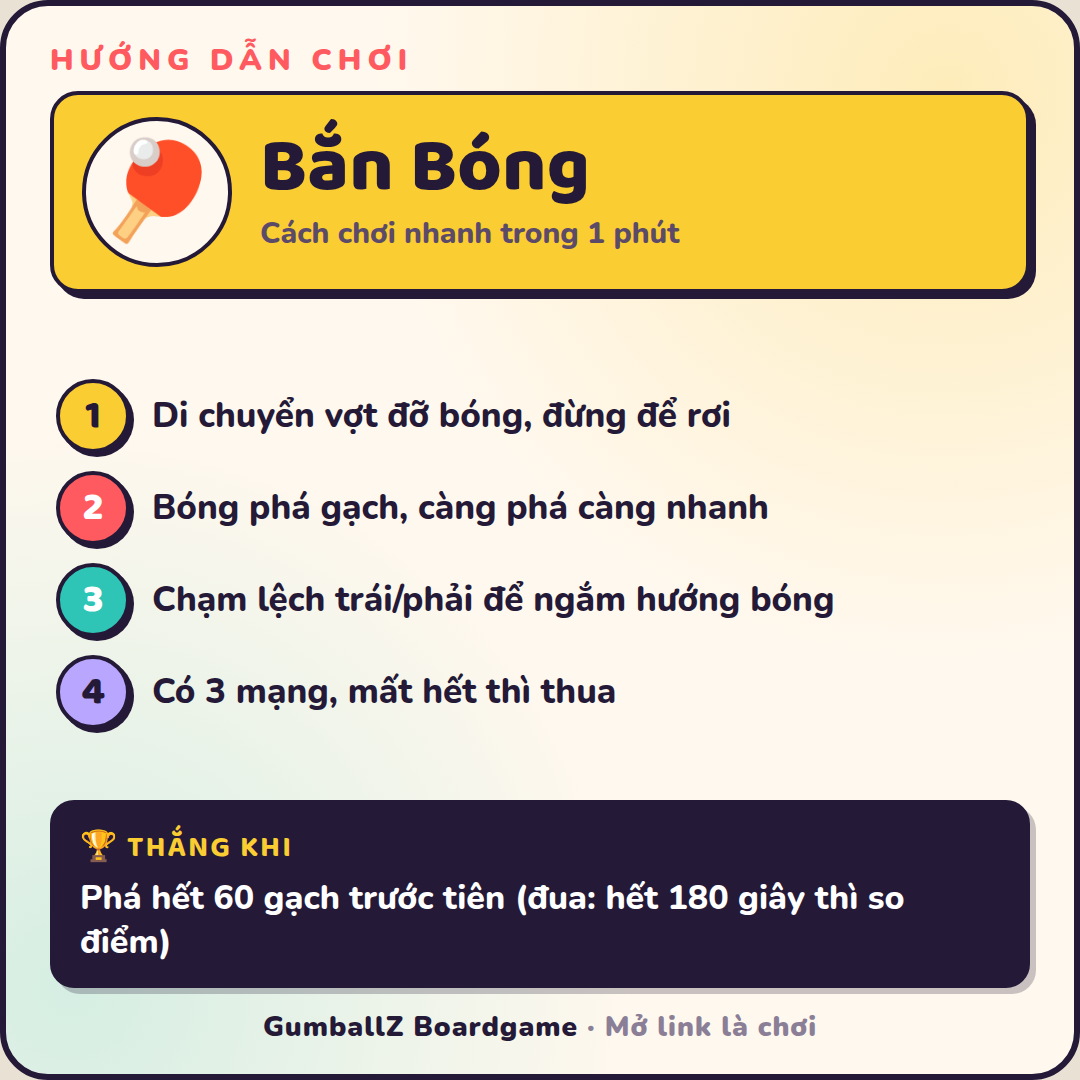 HƯỚNG DẪN CHƠI
Bắn Bóng
Cách chơi nhanh trong 1 phút
1 Di chuyển vợt đỡ bóng, đừng để rơi
2 Bóng phá gạch, càng phá càng nhanh
3 Chạm lệch trái/phải để ngắm hướng bóng
4 Có 3 mạng, mất hết thì thua
🏆 THẮNG KHI
Phá hết 60 gạch trước tiên (đua: hết 180 giây thì so
điểm)
GumballZ Boardgame · Mở link là chơi